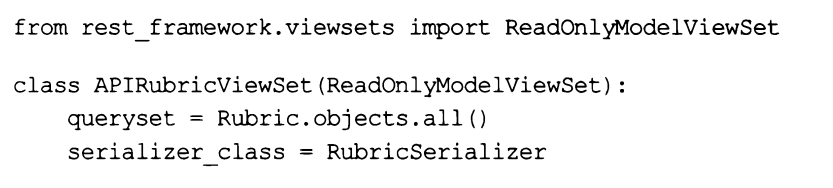 from rest_framework.viewsets import ReadOnlyModelViewSet
class APIRubricViewSet(ReadOnlyModelViewSet):
    queryset = Rubric.objects.all()
    serializer_class = RubricSerializer